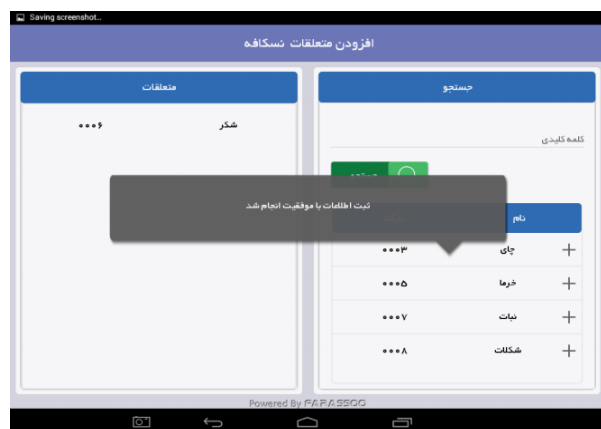 Saving screenshot...
افزودن متعلقات نسکافه
جستجو
کلمه کلیدی
نام
چای ۰۰۰۳
خرما ۰۰۰۵
نبات ۰۰۰۷
شکلات ۰۰۰۸
متعلقات
شکر ۰۰۰۶
ثبت اطلاعات با موفقیت انجام شد
Powered By FARASSOO